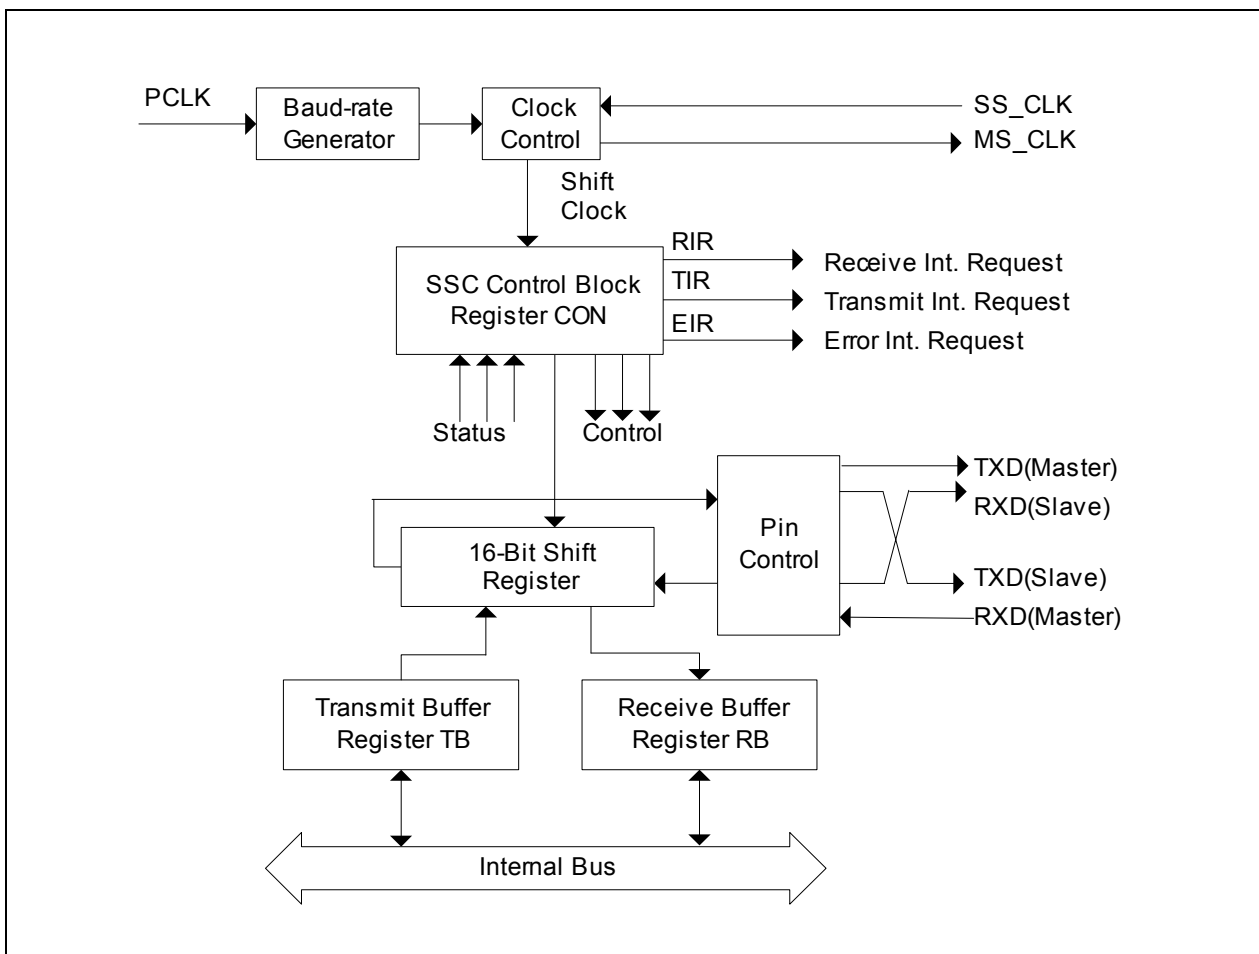 PCLK
Baud-rate
Generator
Clock
Control
SS_CLK
MS_CLK
Shift
Clock
SSC Control Block
Register CON
RIR
TIR
EIR
Receive Int. Request
Transmit Int. Request
Error Int. Request
Status
Control
16-Bit Shift
Register
Pin
Control
TXD(Master)
RXD(Slave)
TXD(Slave)
RXD(Master)
Transmit Buffer
Register TB
Receive Buffer
Register RB
Internal Bus